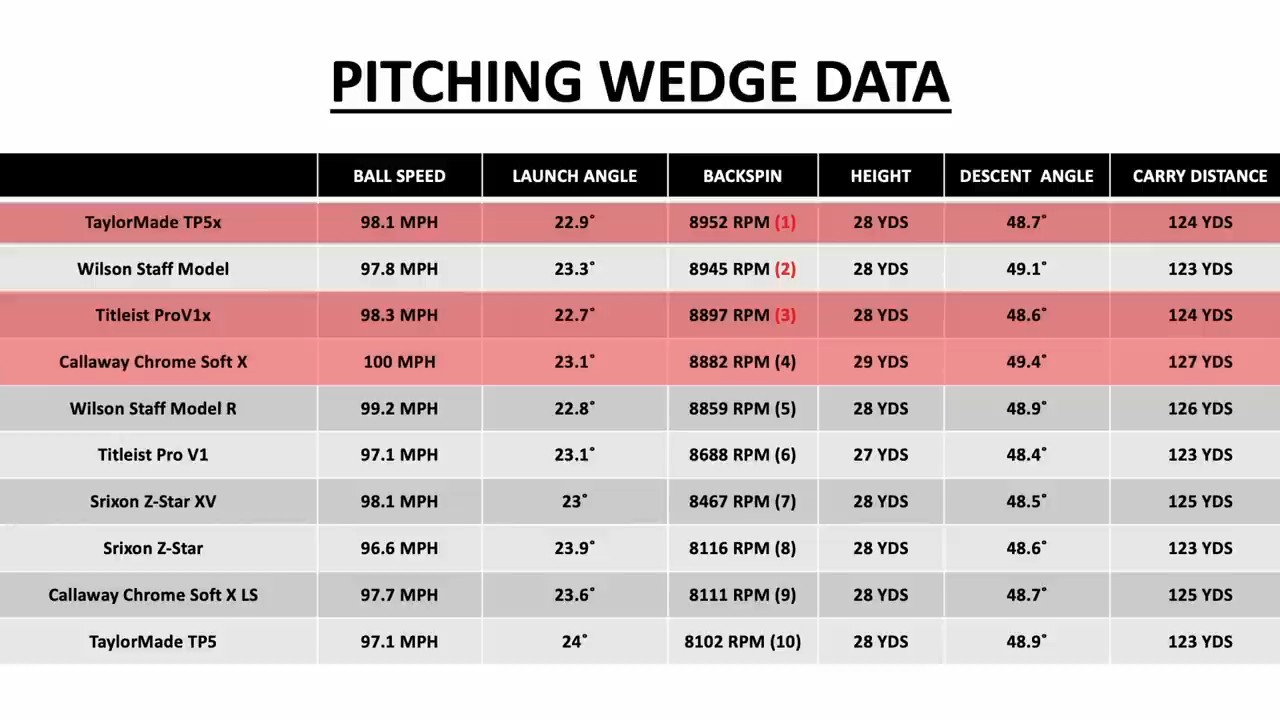 PITCHING WEDGE DATA
BALL SPEED LAUNCH ANGLE BACKSPIN HEIGHT DESCENT ANGLE CARRY DISTANCE
TaylorMade TP5x 98.1 MPH 22.9˚ 8952 RPM (1) 28 YDS 48.7˚ 124 YDS
Wilson Staff Model 97.8 MPH 23.3˚ 8945 RPM (2) 28 YDS 49.1˚ 123 YDS
Titleist ProV1x 98.3 MPH 22.7˚ 8897 RPM (3) 28 YDS 48.6˚ 124 YDS
Callaway Chrome Soft X 100 MPH 23.1˚ 8882 RPM (4) 29 YDS 49.4˚ 127 YDS
Wilson Staff Model R 99.2 MPH 22.8˚ 8859 RPM (5) 28 YDS 48.9˚ 126 YDS
Titleist Pro V1 97.1 MPH 23.1˚ 8688 RPM (6) 27 YDS 48.4˚ 123 YDS
Srixon Z-Star XV 98.1 MPH 23˚ 8467 RPM (7) 28 YDS 48.5˚ 125 YDS
Srixon Z-Star 96.6 MPH 23.9˚ 8116 RPM (8) 28 YDS 48.6˚ 123 YDS
Callaway Chrome Soft X LS 97.7 MPH 23.6˚ 8111 RPM (9) 28 YDS 48.7˚ 125 YDS
TaylorMade TP5 97.1 MPH 24˚ 8102 RPM (10) 28 YDS 48.9˚ 123 YDS